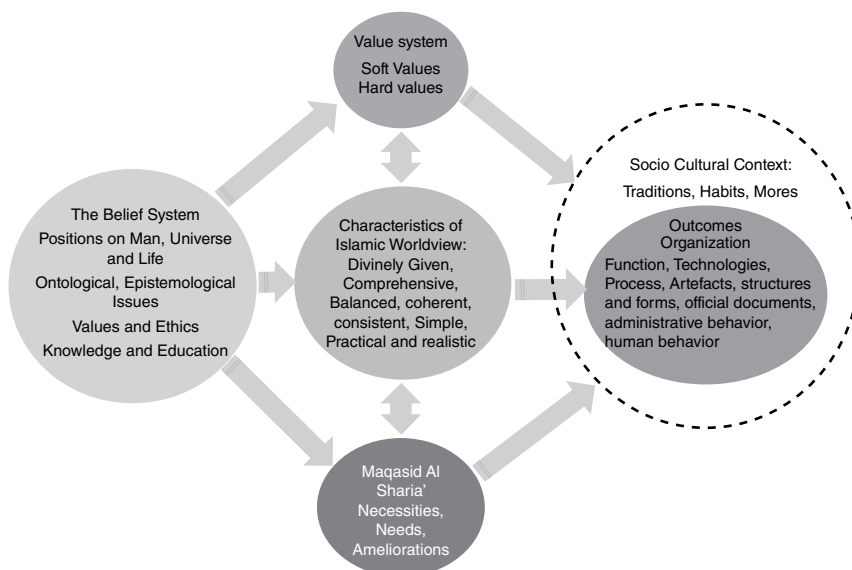 Value system
Soft Values
Hard values
The Belief System
Positions on Man, Universe
and Life
Ontological, Epistemological
Issues
Values and Ethics
Knowledge and Education
Characteristics of
Islamic Worldview:
Divinely Given,
Comprehensive,
Balanced, coherent,
consistent, Simple,
Practical and realistic
Socio Cultural Context:
Traditions, Habits, Mores
Outcomes
Organization
Function, Technologies,
Process, Artefacts, structures
and forms, official documents,
administrative behavior,
human behavior
Maqasid Al
Sharia’
Necessities,
Needs,
Ameliorations